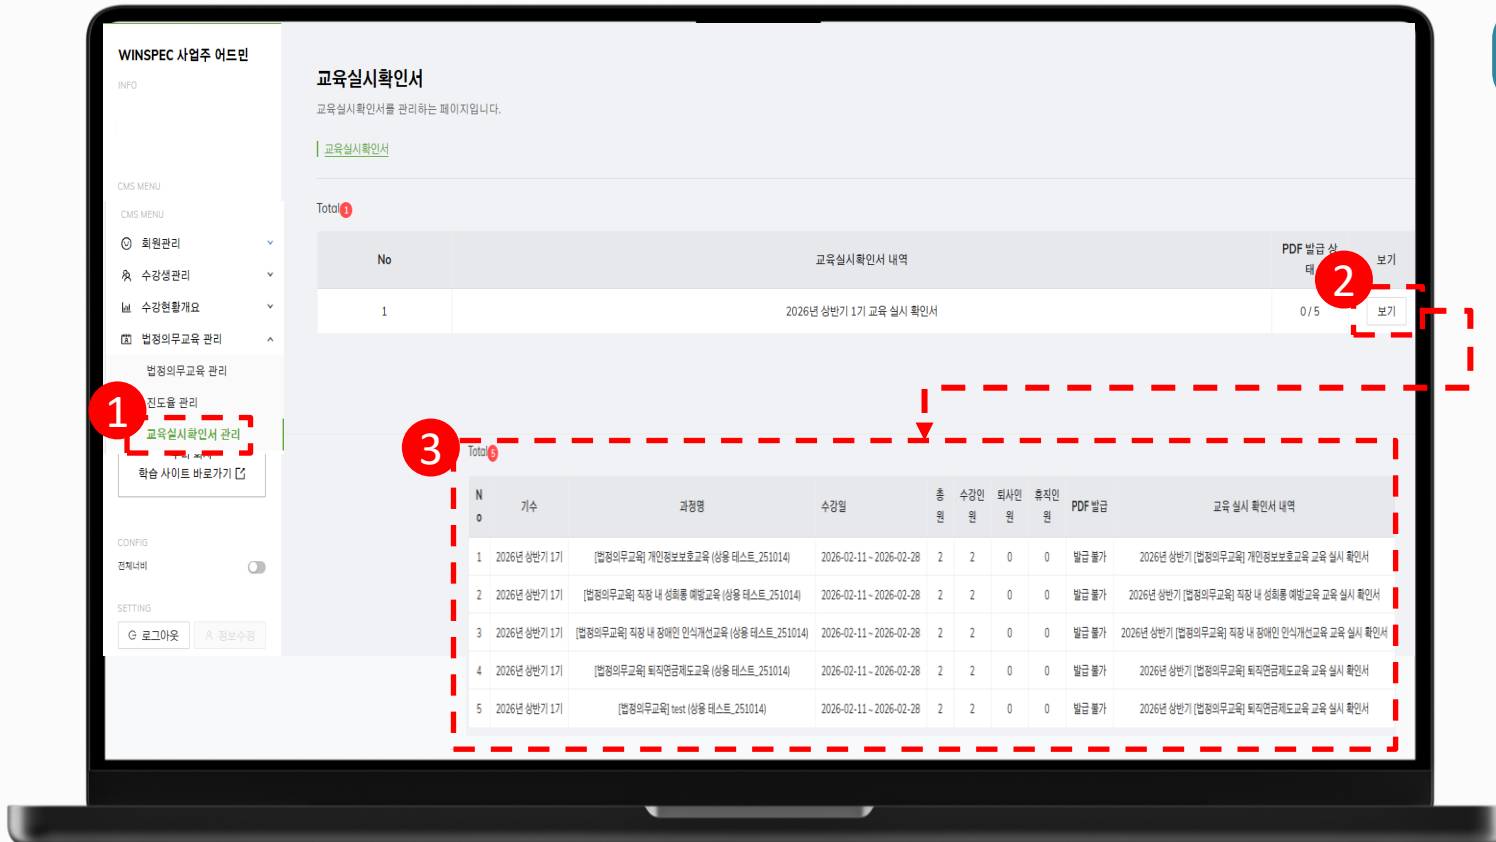 WINSPEC 사업주 어드민
INFO
CMS MENU
CMS MENU
회원관리
수강생관리
수강현황개요
법정의무교육 관리
법정의무교육 관리
진도율 관리
1
교육실시확인서 관리
학습 사이트 바로가기
CONFIG
전체너비
SETTING
로그아웃
정보수정
교육실시확인서
교육실시확인서를 관리하는 페이지입니다.
교육실시확인서
Total 1
No 교육실시확인서 내역 PDF 발급 상태 보기
2
1 2026년 상반기 1기 교육 실시 확인서 0 / 5 보기
3
Total 5
No 기수 과정명 수강일 총원 수강인원 퇴사인원 휴직인원 PDF 발급 교육 실시 확인서 내역
1 2026년 상반기 1기 [법정의무교육] 개인정보보호교육 (상용 테스트_251014) 2026-02-11 ~ 2026-02-28 2 2 0 0 발급 불가 2026년 상반기 [법정의무교육] 개인정보보호교육 교육 실시 확인서
2 2026년 상반기 1기 [법정의무교육] 직장 내 성희롱 예방교육 (상용 테스트_251014) 2026-02-11 ~ 2026-02-28 2 2 0 0 발급 불가 2026년 상반기 [법정의무교육] 직장 내 성희롱 예방교육 교육 실시 확인서
3 2026년 상반기 1기 [법정의무교육] 직장 내 장애인 인식개선교육 (상용 테스트_251014) 2026-02-11 ~ 2026-02-28 2 2 0 0 발급 불가 2026년 상반기 [법정의무교육] 직장 내 장애인 인식개선교육 교육 실시 확인서
4 2026년 상반기 1기 [법정의무교육] 퇴직연금제도교육 (상용 테스트_251014) 2026-02-11 ~ 2026-02-28 2 2 0 0 발급 불가 2026년 상반기 [법정의무교육] 퇴직연금제도교육 교육 실시 확인서
5 2026년 상반기 1기 [법정의무교육] test (상용 테스트_251014) 2026-02-11 ~ 2026-02-28 2 2 0 0 발급 불가 2026년 상반기 [법정의무교육] 퇴직연금제도교육 교육 실시 확인서